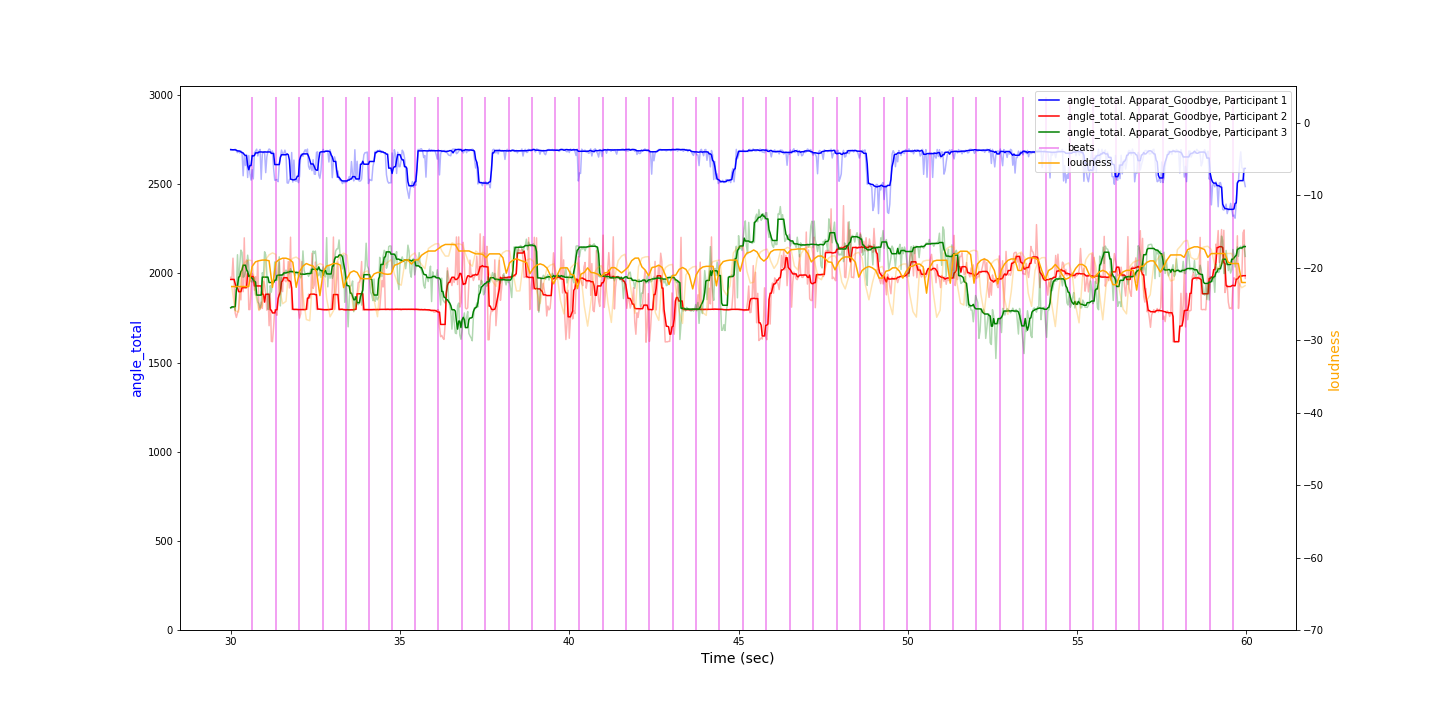 angle_total. Apparat_Goodbye, Participant 1
angle_total. Apparat_Goodbye, Participant 2
angle_total. Apparat_Goodbye, Participant 3
beats
loudness
3000
2500
2000
1500
1000
500
0
angle_total
0
−10
−20
−30
−40
−50
−60
−70
loudness
30
35
40
45
50
55
60
Time (sec)